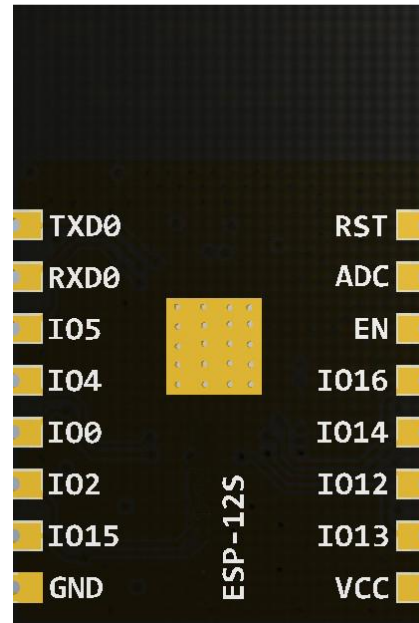 TXD0 RST
RXD0 ADC
IO5 EN
IO4 IO16
IO0 IO14
IO2 IO12
IO15 IO13
GND VCC
ESP-12S